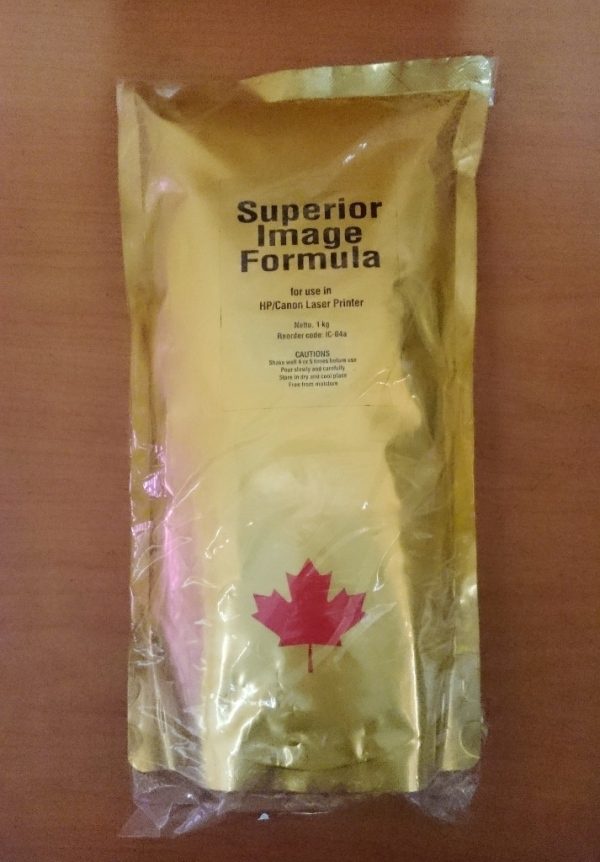 Superior
Image
Formula
for use in
HP/Canon Laser Printer
Netto. 1 kg
Reorder code: IC-64a
CAUTIONS
Shake well 4 or 5 times before use
Pour slowly and carefully
Store in dry and cool place
Free from moisture